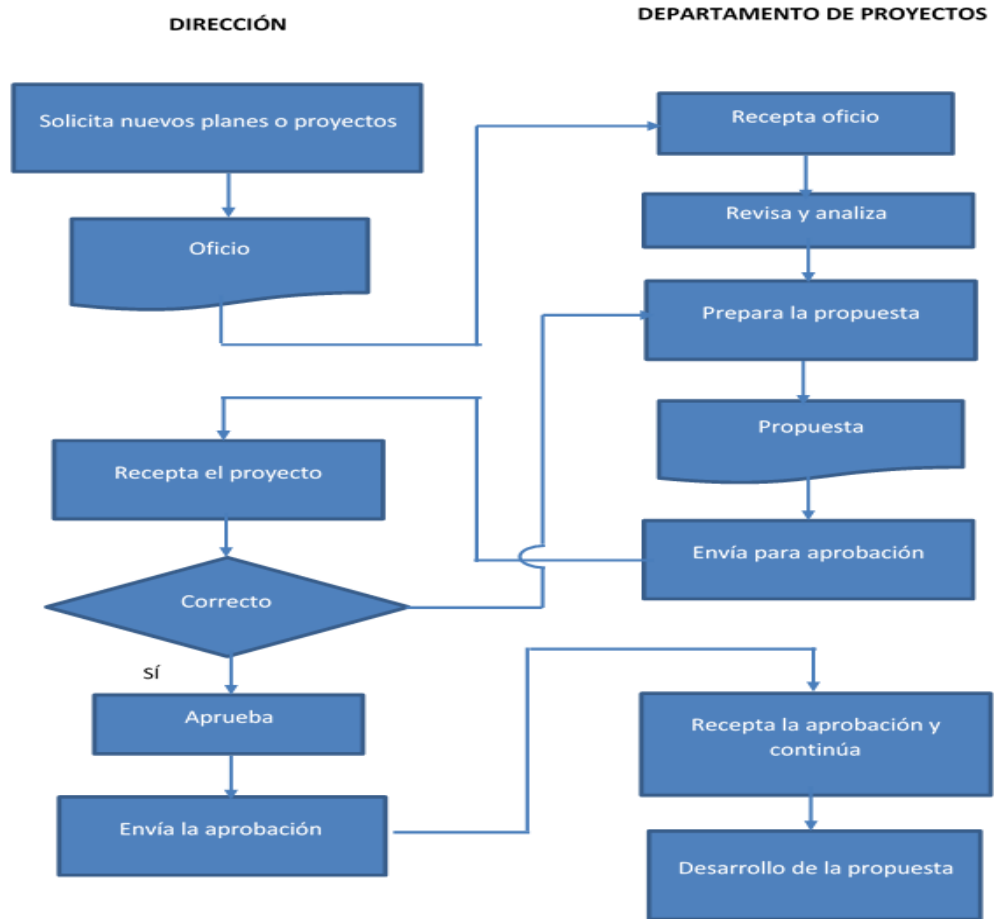 DIRECCIÓN
DEPARTAMENTO DE PROYECTOS
Solicita nuevos planes o proyectos
Oficio
Recepta oficio
Revisa y analiza
Prepara la propuesta
Propuesta
Envía para aprobación
Recepta el proyecto
Correcto
SÍ
Aprueba
Envía la aprobación
Recepta la aprobación y
continúa
Desarrollo de la propuesta